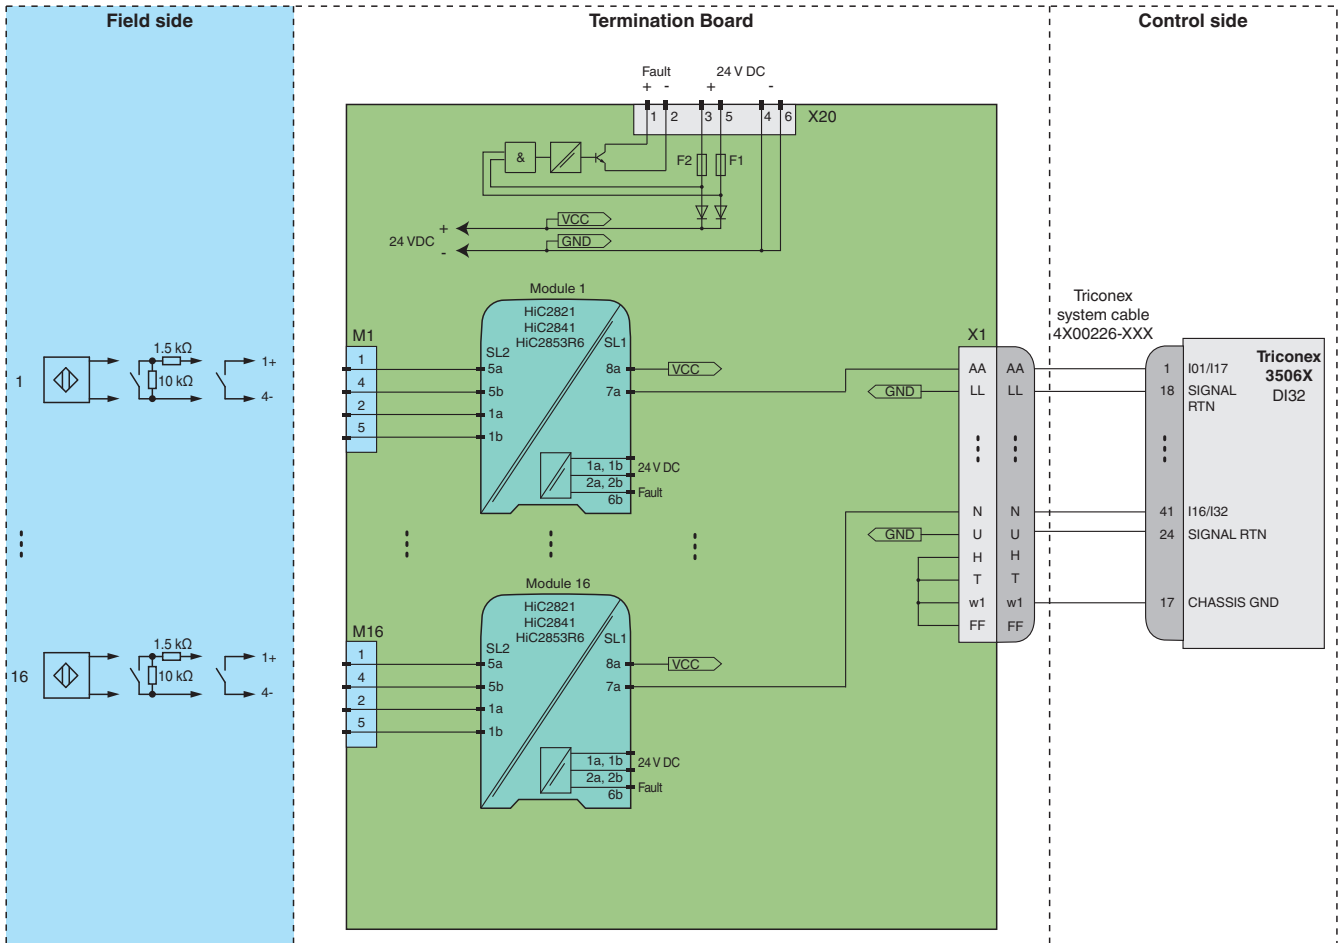 Field side
Termination Board
Control side
Fault
24 V DC
+ - + -
1 2 3 5 4 6
X20
&
F2
F1
VCC
+
24 VDC
-
GND
Module 1
HiC2821
HiC2841
HiC2853R6
M1
SL2
SL1
1
5a
8a
VCC
4
5b
7a
2
1a
5
1b
1a, 1b
24 V DC
2a, 2b
6b
Fault
1
1.5 kΩ
10 kΩ
1+
4-
Triconex
system cable
4X00226-XXX
X1
AA
AA
1
I01/I17
GND
LL
LL
18
SIGNAL
RTN
Triconex
3506X
DI32
N
N
41
I16/I32
GND
U
U
24
SIGNAL RTN
H
H
T
T
w1
w1
17
CHASSIS GND
FF
FF
Module 16
HiC2821
HiC2841
HiC2853R6
M16
SL2
SL1
1
5a
8a
VCC
4
5b
7a
2
1a
5
1b
1a, 1b
24 V DC
2a, 2b
6b
Fault
16
1.5 kΩ
10 kΩ
1+
4-